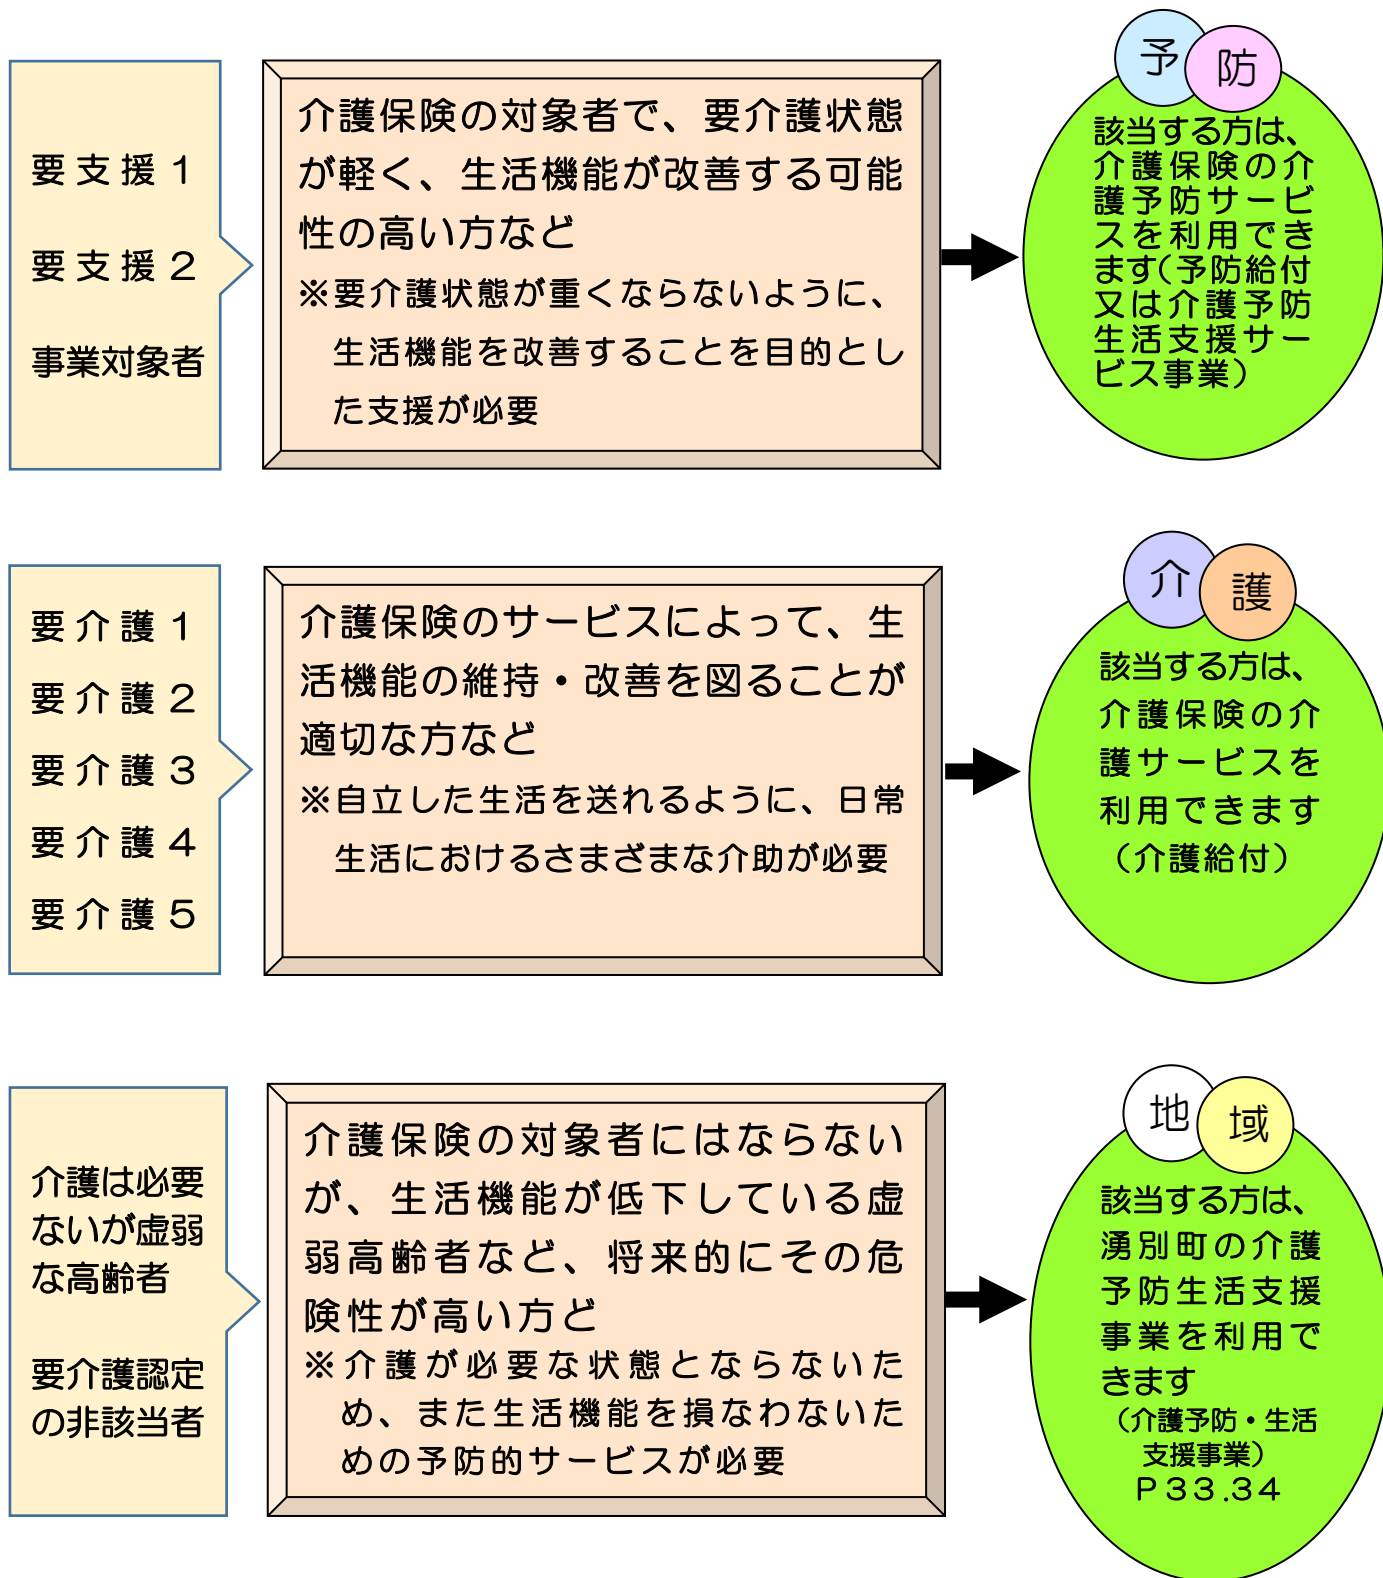 要支援１
要支援２
事業対象者
介護保険の対象者で、要介護状態
が軽く、生活機能が改善する可能
性の高い方など
※要介護状態が重くならないように、
生活機能を改善することを目的とし
た支援が必要
予防
該当する方は、
介護保険の介
護予防サービ
スを利用でき
ます（予防給付
又は介護予防
生活支援サー
ビス事業）
要介護１
要介護２
要介護３
要介護４
要介護５
介護保険のサービスによって、生
活機能の維持・改善を図ることが
適切な方など
※自立した生活を送れるように、日常
生活におけるさまざまな介助が必要
介護
該当する方は、
介護保険の介
護サービスを
利用できます
（介護給付）
介護は必要
ないが虚弱
な高齢者
要介護認定
の非該当者
介護保険の対象者にはならない
が、生活機能が低下している虚
弱高齢者など、将来的にその危
険性が高い方ど
※介護が必要な状態とならないた
め、また生活機能を損なわないた
めの予防的サービスが必要
地域
該当する方は、
湧別町の介護
予防生活支援
事業を利用で
きます
（介護予防・生活
支援事業）
Ｐ３３.３４